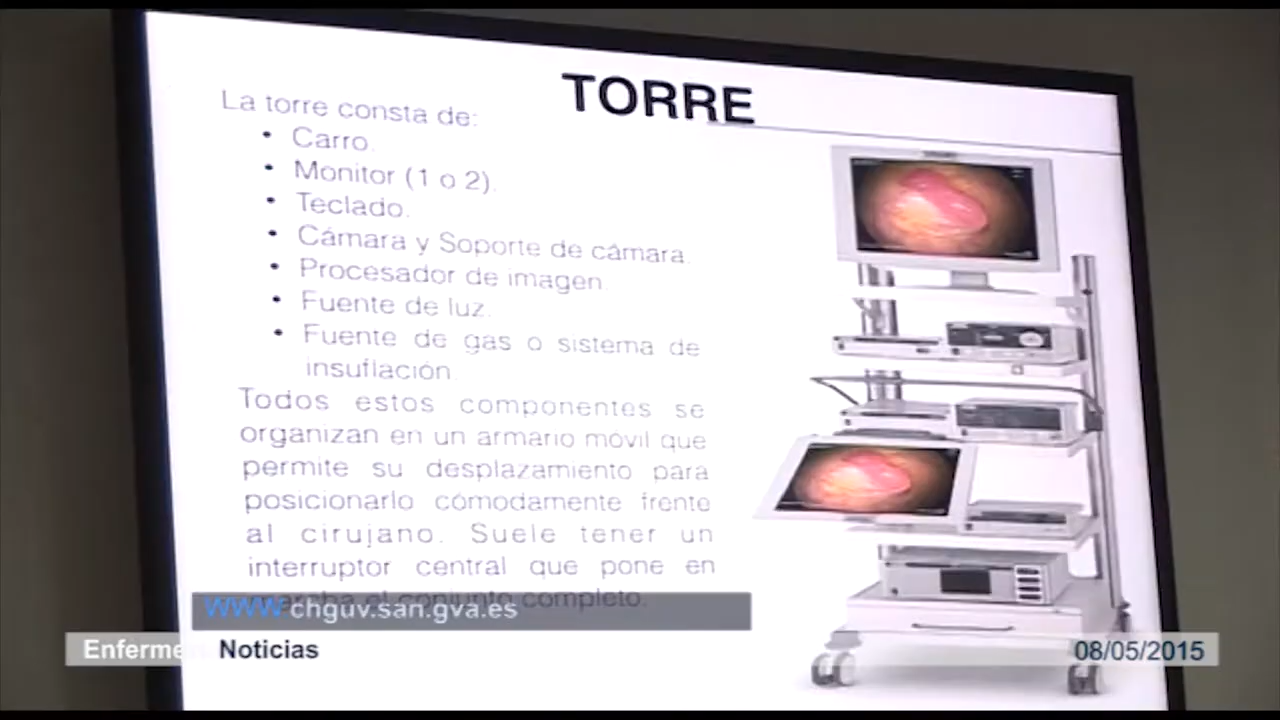 TORRE
La torre consta de:
• Carro.
• Monitor (1 o 2).
• Teclado.
• Cámara y Soporte de cámara.
• Procesador de imagen.
• Fuente de luz.
• Fuente de gas o sistema de
insuflación.
Todos estos componentes se
organizan en un armario móvil que
permite su desplazamiento para
posicionarlo cómodamente frente
al cirujano. Suele tener un
interruptor central que pone en
marcha el conjunto completo.
www.chguv.san.gva.es
Enferme Noticias 08/05/2015